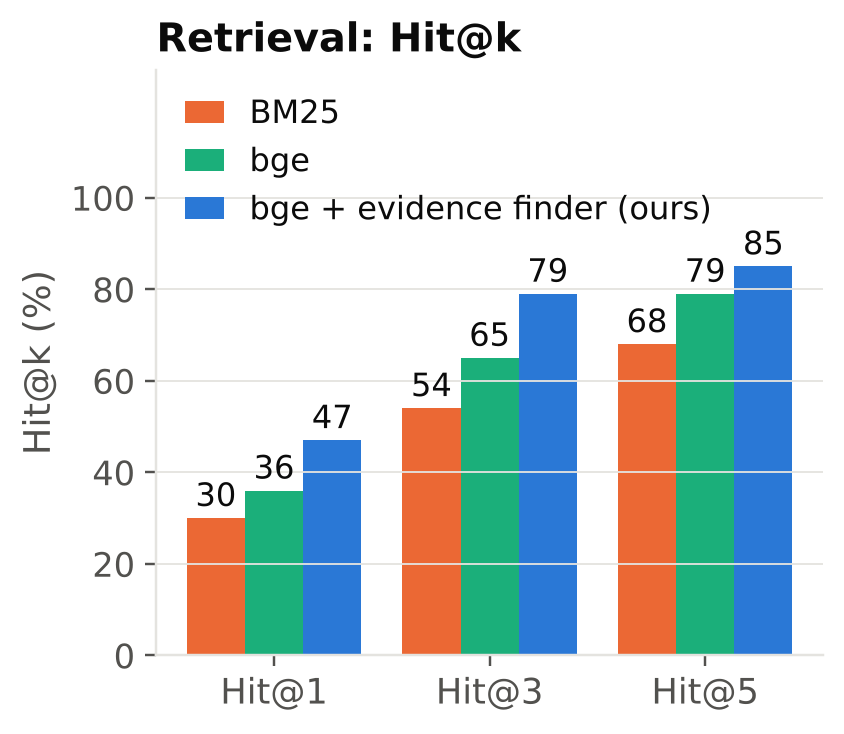 Retrieval: Hit@k
BM25
bge
bge + evidence finder (ours)
Hit@k (%)
100
80
60
40
20
0
30
36
47
54
65
79
68
79
85
Hit@1
Hit@3
Hit@5